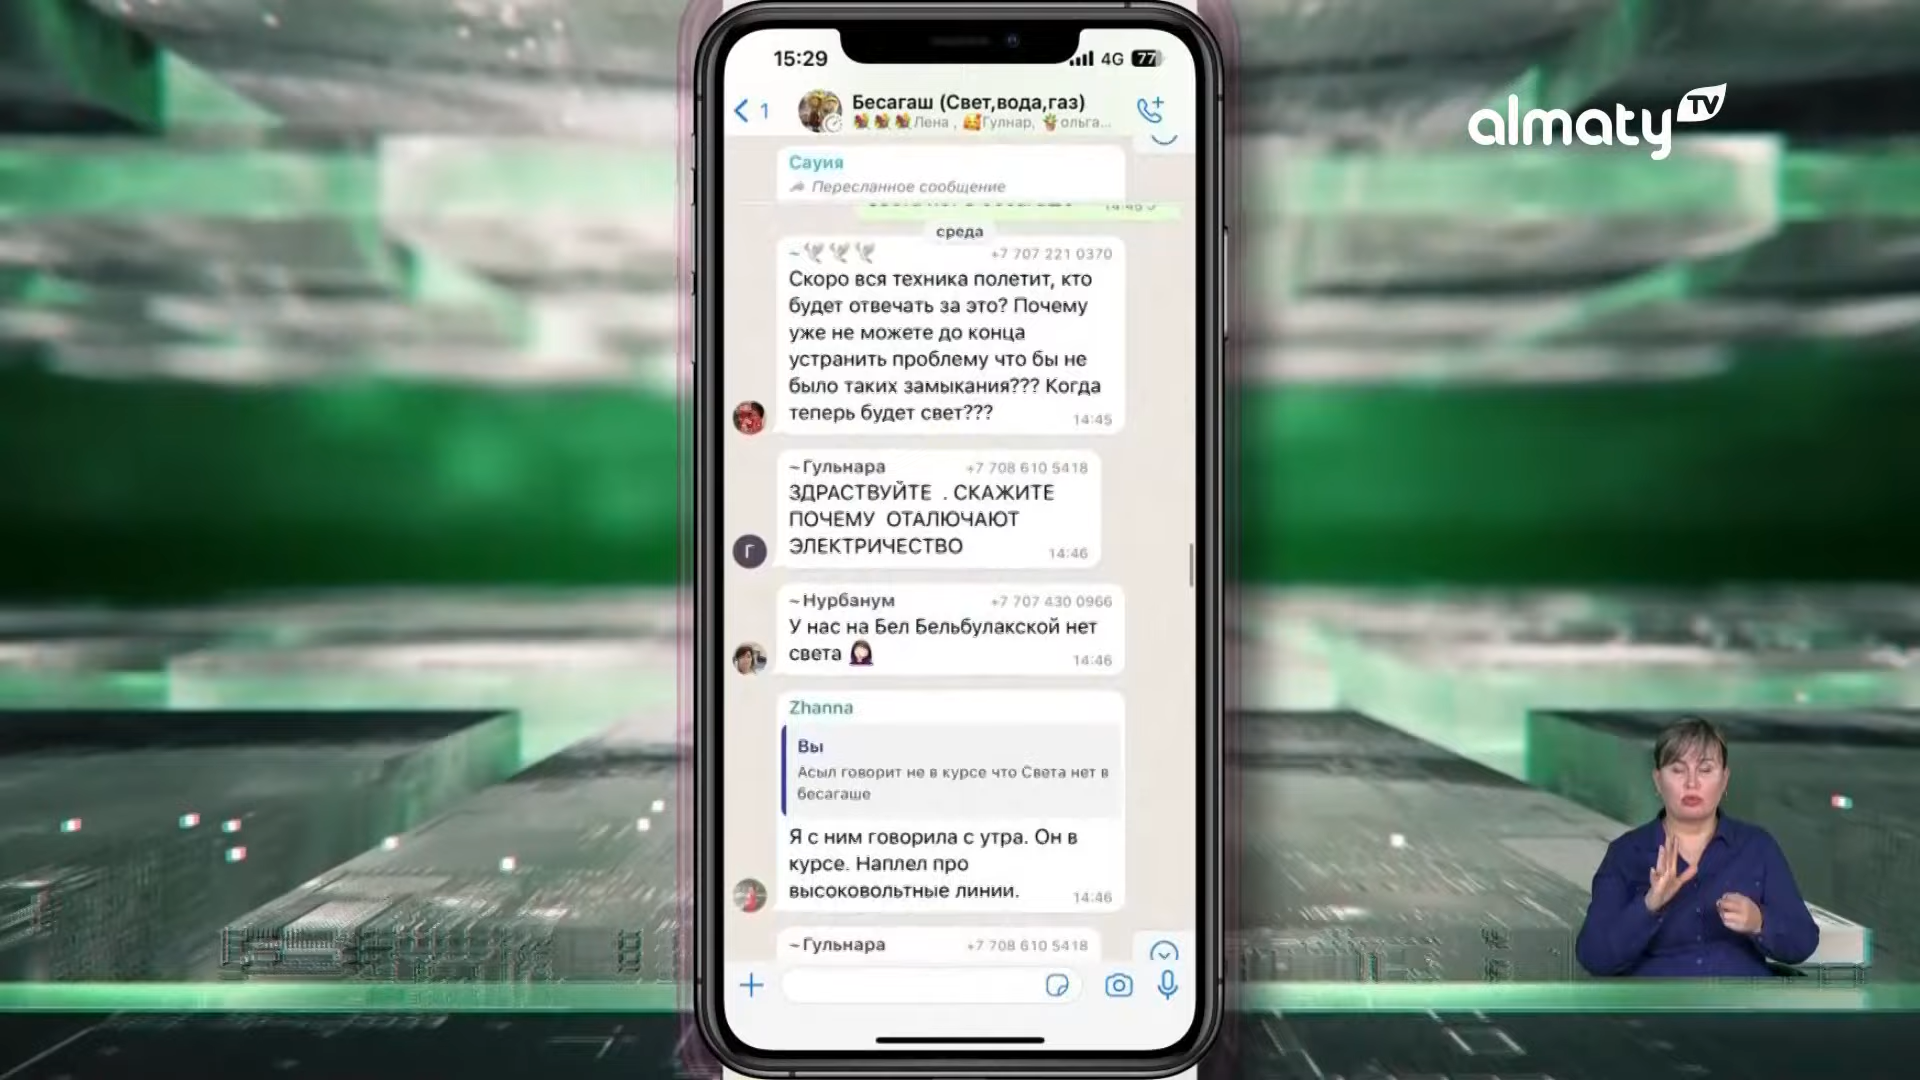 15:29
4G 77
almaty TV
1
Бесагаш (Свет,вода,газ)
Лена , Гулнар, ольга...
Сауия
Пересланное сообщение
14:45
среда
~ +7 707 221 0370
Скоро вся техника полетит, кто
будет отвечать за это? Почему
уже не можете до конца
устранить проблему что бы не
было таких замыкания??? Когда
теперь будет свет???
14:45
~Гульнара +7 708 610 5418
ЗДРАСТВУЙТЕ . СКАЖИТЕ
ПОЧЕМУ ОТАЛЮЧАЮТ
ЭЛЕКТРИЧЕСТВО
14:46
Г
~Нурбанум +7 707 430 0966
У нас на Бел Бельбулакской нет
света
14:46
Zhanna
Вы
Асыл говорит не в курсе что Света нет в
бесагаше
Я с ним говорила с утра. Он в
курсе. Наплел про
высоковольтные линии.
14:46
~Гульнара +7 708 610 5418